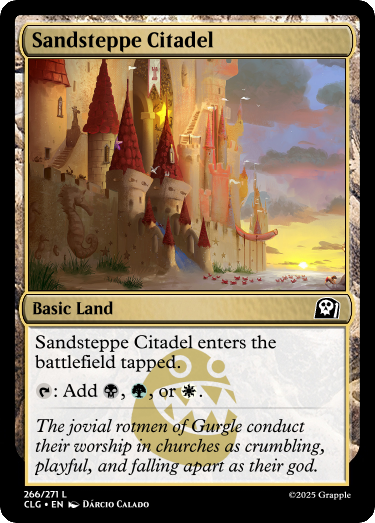 Sandsteppe Citadel
Basic Land
Sandsteppe Citadel enters the
battlefield tapped.
: Add , , or .
The jovial rotmen of Gurgle conduct
their worship in churches as crumbling,
playful, and falling apart as their god.
266/271 L
CLG • EN DÁRCIO CALADO
©2025 Grapple